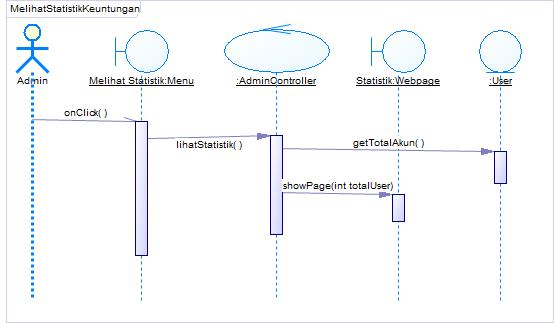 MelihatStatistikKeuntungan
Admin
Melihat Statistik:Menu
:AdminController
Statistik:Webpage
:User
onClick( )
lihatStatistik( )
getTotalAkun( )
showPage(int totalUser)